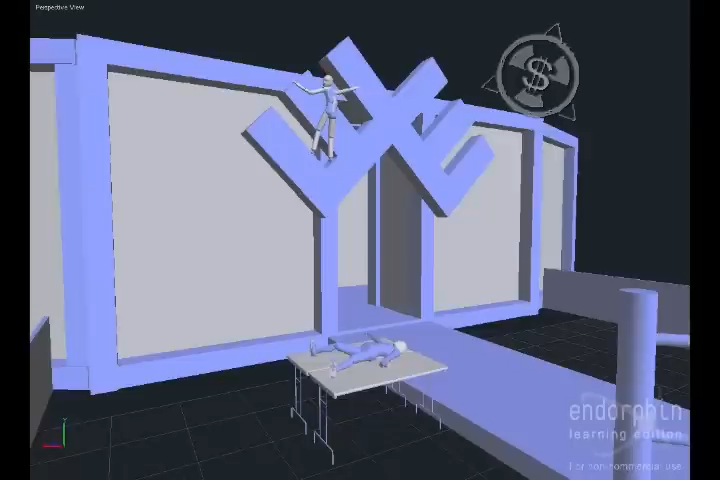 Perspective View
$
endorphin
learning edition
For non-commercial use